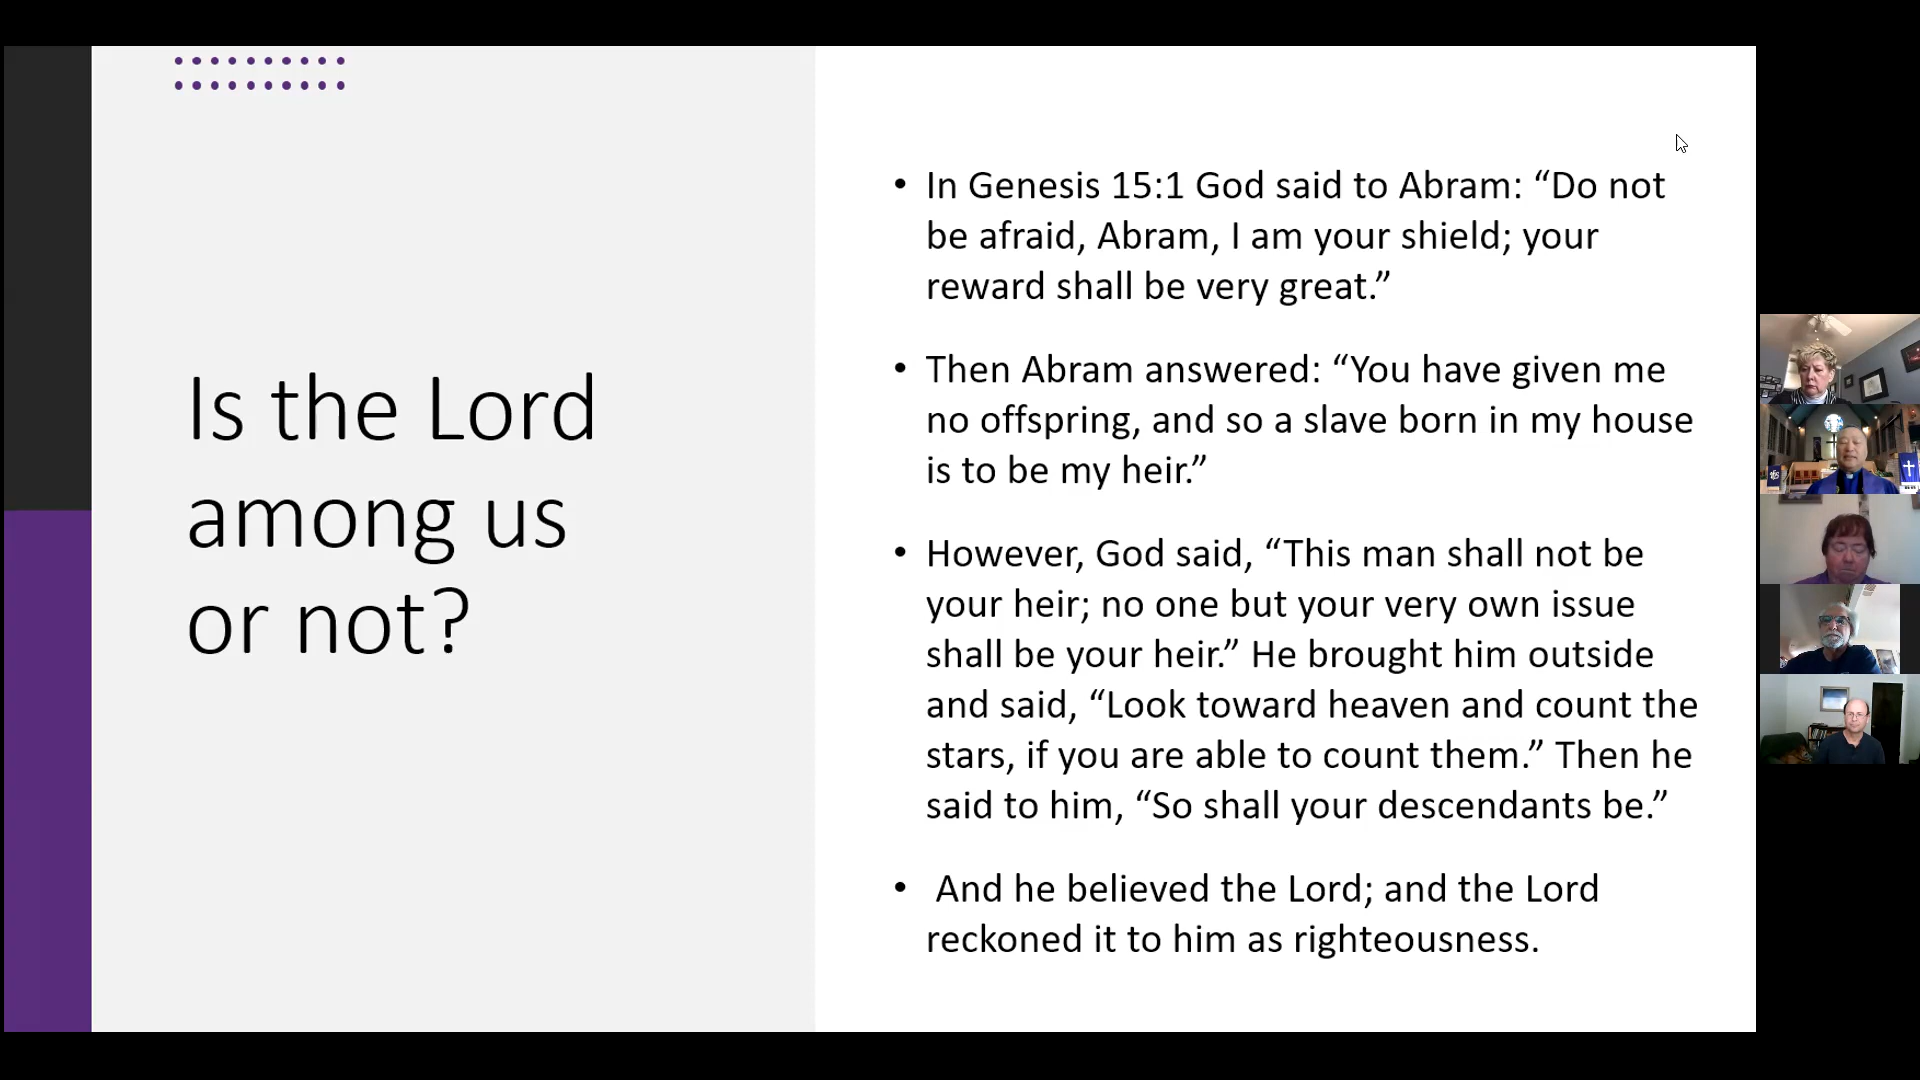 Is the Lord
among us
or not?
• In Genesis 15:1 God said to Abram: “Do not
be afraid, Abram, I am your shield; your
reward shall be very great.”
• Then Abram answered: “You have given me
no offspring, and so a slave born in my house
is to be my heir.”
• However, God said, “This man shall not be
your heir; no one but your very own issue
shall be your heir.” He brought him outside
and said, “Look toward heaven and count the
stars, if you are able to count them.” Then he
said to him, “So shall your descendants be.”
• And he believed the Lord; and the Lord
reckoned it to him as righteousness.